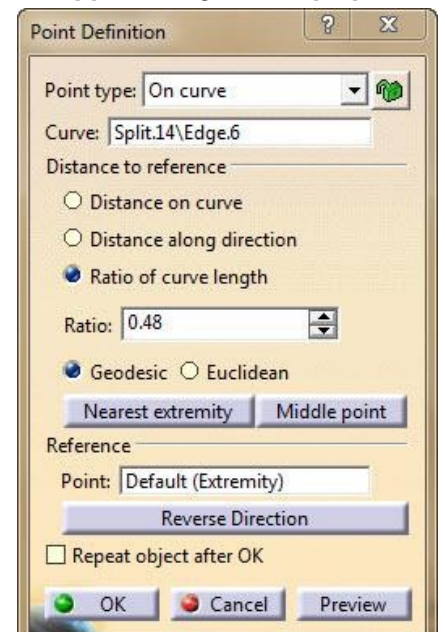 Point Definition
Point type: On curve
Curve: Split.14\Edge.6
Distance to reference
Distance on curve
Distance along direction
Ratio of curve length
Ratio: 0.48
Geodesic Euclidean
Nearest extremity Middle point
Reference
Point: Default (Extremity)
Reverse Direction
Repeat object after OK
OK Cancel Preview